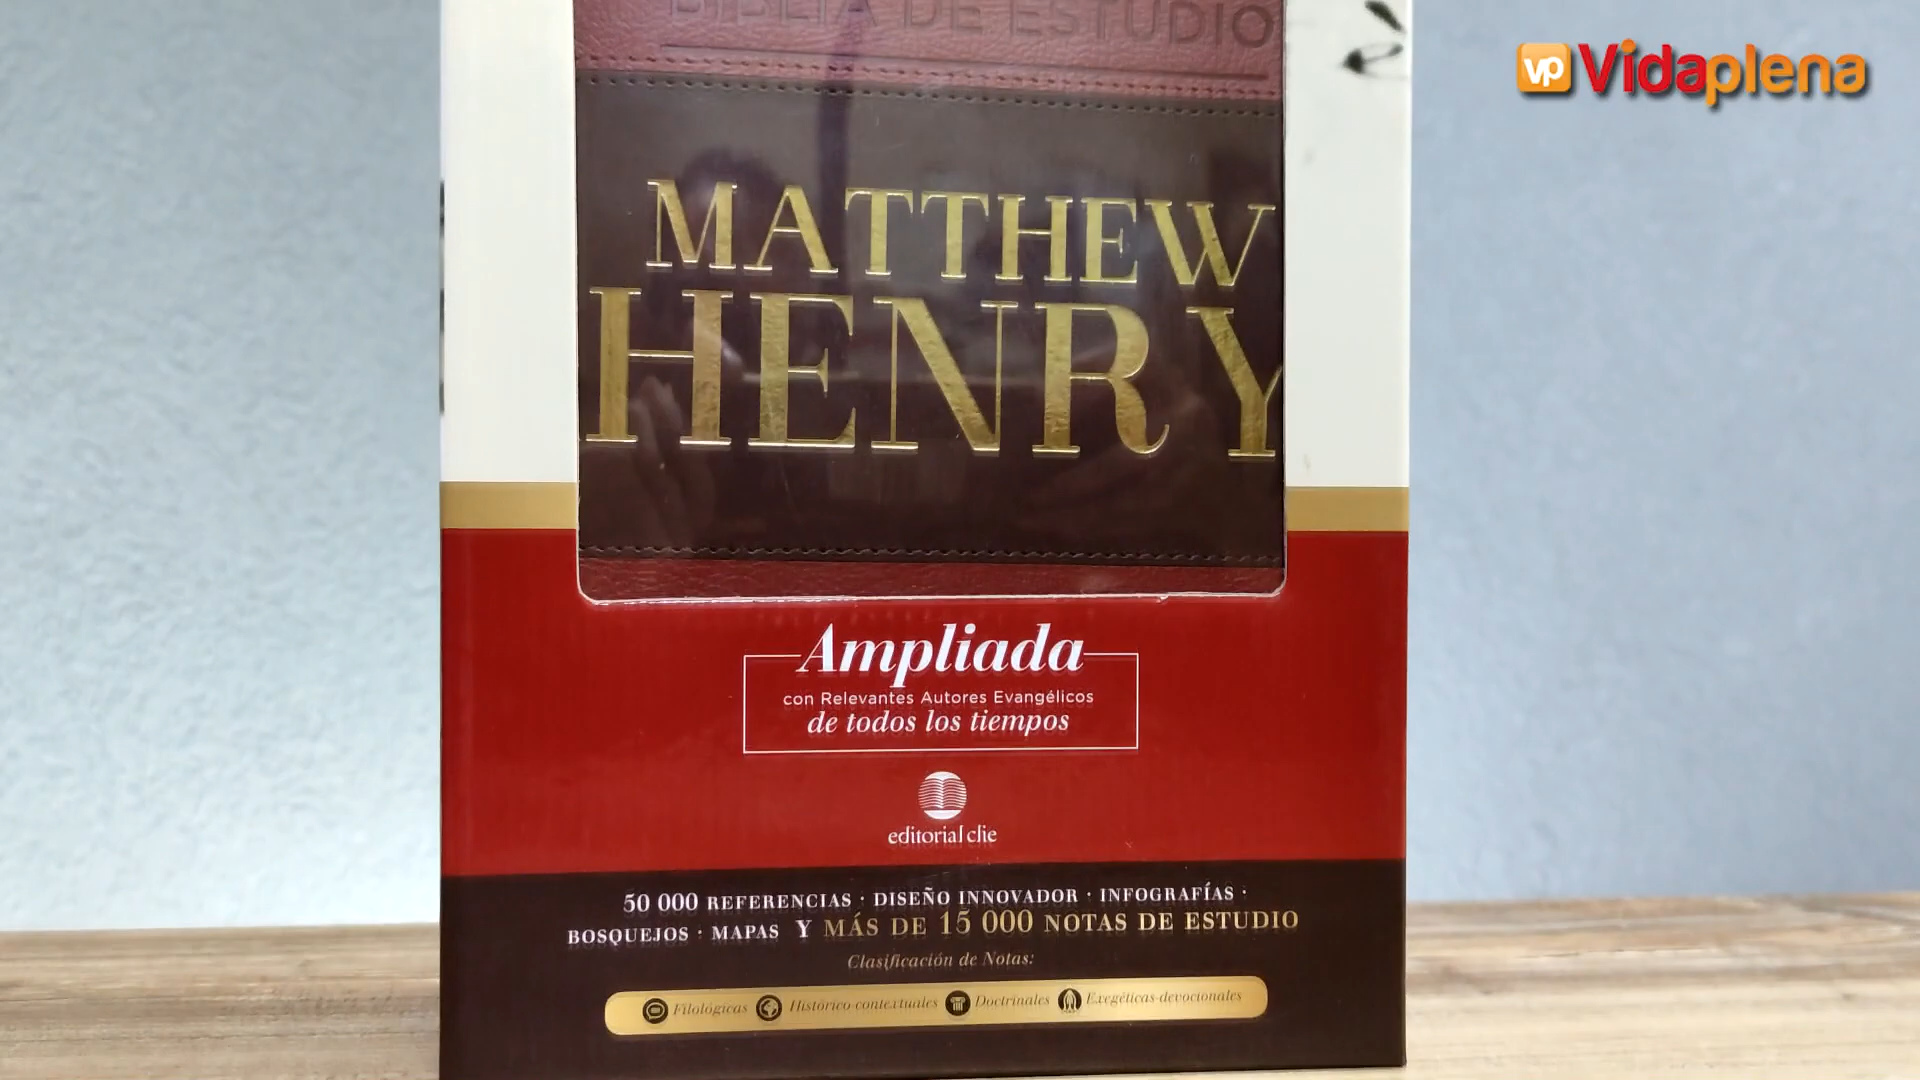 BIBLIA DE ESTUDIO
vp Vidaplena
MATTHEW
HENRY
Ampliada
con Relevantes Autores Evangélicos
de todos los tiempos
editorial clie
50 000 REFERENCIAS · DISEÑO INNOVADOR · INFOGRAFÍAS ·
BOSQUEJOS · MAPAS Y MÁS DE 15 000 NOTAS DE ESTUDIO
Clasificación de Notas:
Filológicas Histórico-contextuales Doctrinales Exegéticas-devocionales